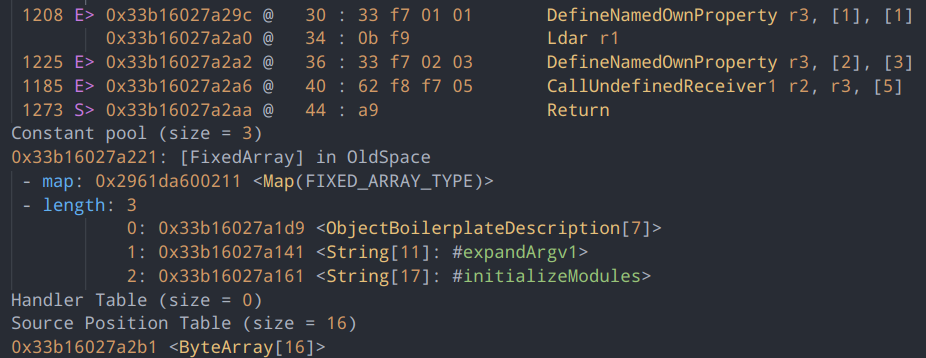 1208 E> 0x33b16027a29c @ 30 : 33 f7 01 01 DefineNamedOwnProperty r3, [1], [1]
0x33b16027a2a0 @ 34 : 0b f9 Ldar r1
1225 E> 0x33b16027a2a2 @ 36 : 33 f7 02 03 DefineNamedOwnProperty r3, [2], [3]
1185 E> 0x33b16027a2a6 @ 40 : 62 f8 f7 05 CallUndefinedReceiver1 r2, r3, [5]
1273 S> 0x33b16027a2aa @ 44 : a9 Return
Constant pool (size = 3)
0x33b16027a221: [FixedArray] in OldSpace
- map: 0x2961da600211 <Map(FIXED_ARRAY_TYPE)>
- length: 3
0: 0x33b16027a1d9 <ObjectBoilerplateDescription[7]>
1: 0x33b16027a141 <String[11]: #expandArgv1>
2: 0x33b16027a161 <String[17]: #initializeModules>
Handler Table (size = 0)
Source Position Table (size = 16)
0x33b16027a2b1 <ByteArray[16]>